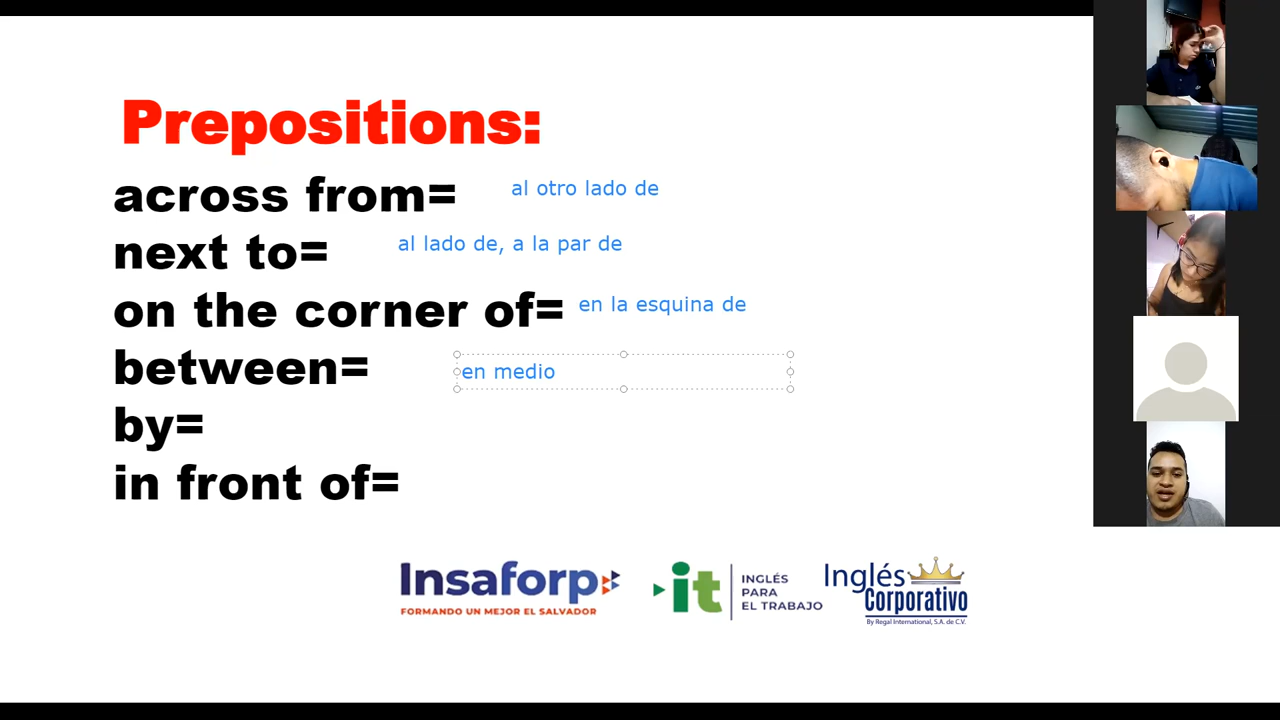 Prepositions:
across from= al otro lado de
next to= al lado de, a la par de
on the corner of= en la esquina de
between= en medio
by=
in front of=
Insaforp
FORMANDO UN MEJOR EL SALVADOR
it
INGLÉS
PARA
EL TRABAJO
Inglés
Corporativo
By Regal International, S.A. de C.V.